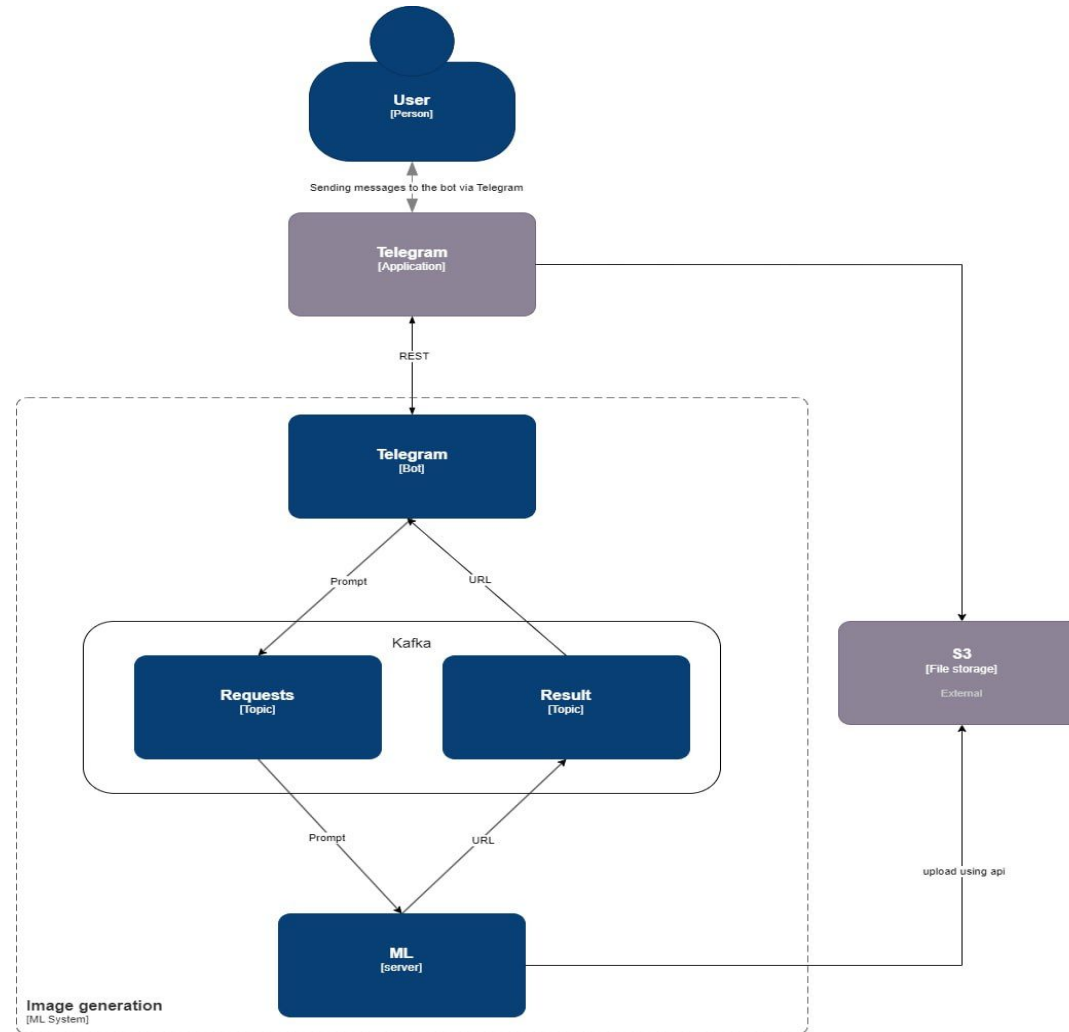 User
[Person]
Sending messages to the bot via Telegram
Telegram
[Application]
REST
Telegram
[Bot]
Prompt
URL
Kafka
Requests
[Topic]
Result
[Topic]
S3
[File storage]
External
Prompt
URL
upload using api
ML
[server]
Image generation
[ML System]